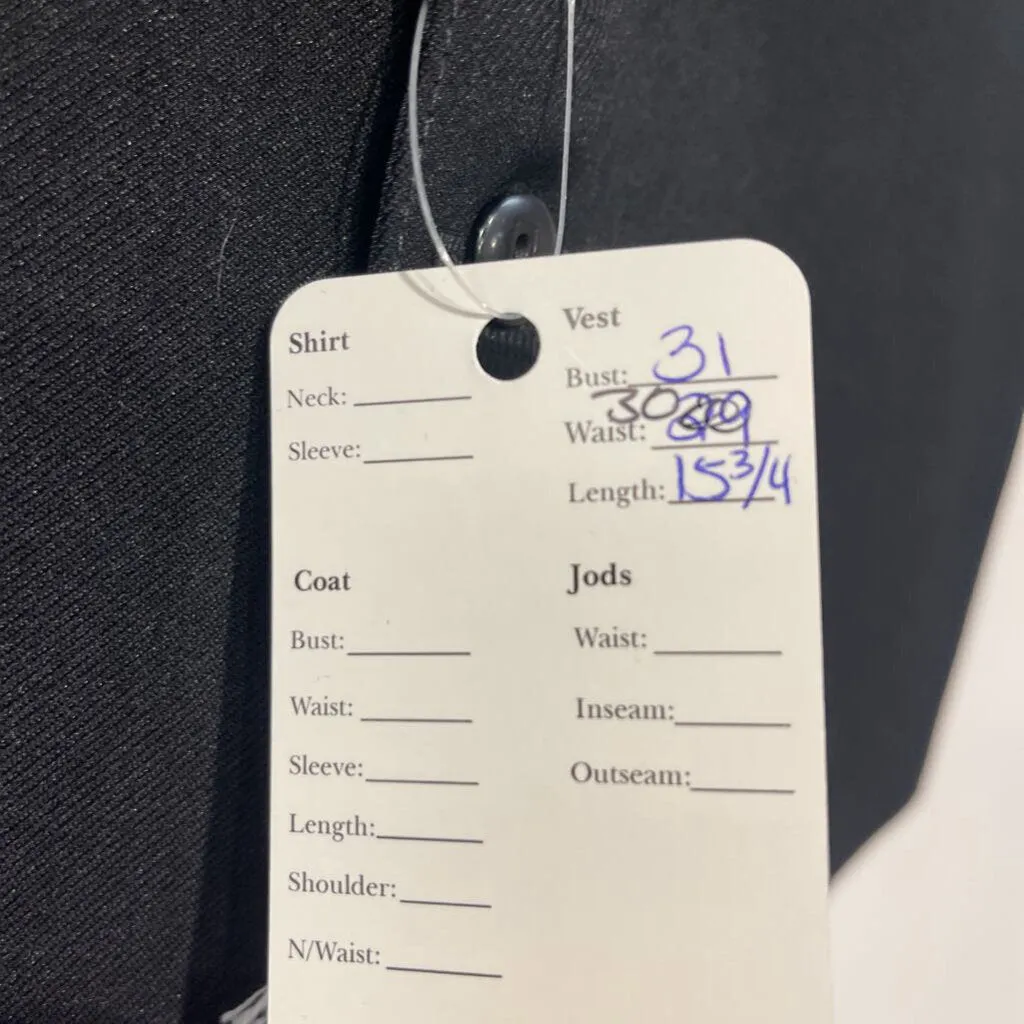 Shirt
Neck:
Sleeve:
Vest
Bust: 31
Waist: 30
Length: 15 3/4
Coat
Bust:
Waist:
Sleeve:
Length:
Shoulder:
N/Waist:
Jods
Waist:
Inseam:
Outseam: